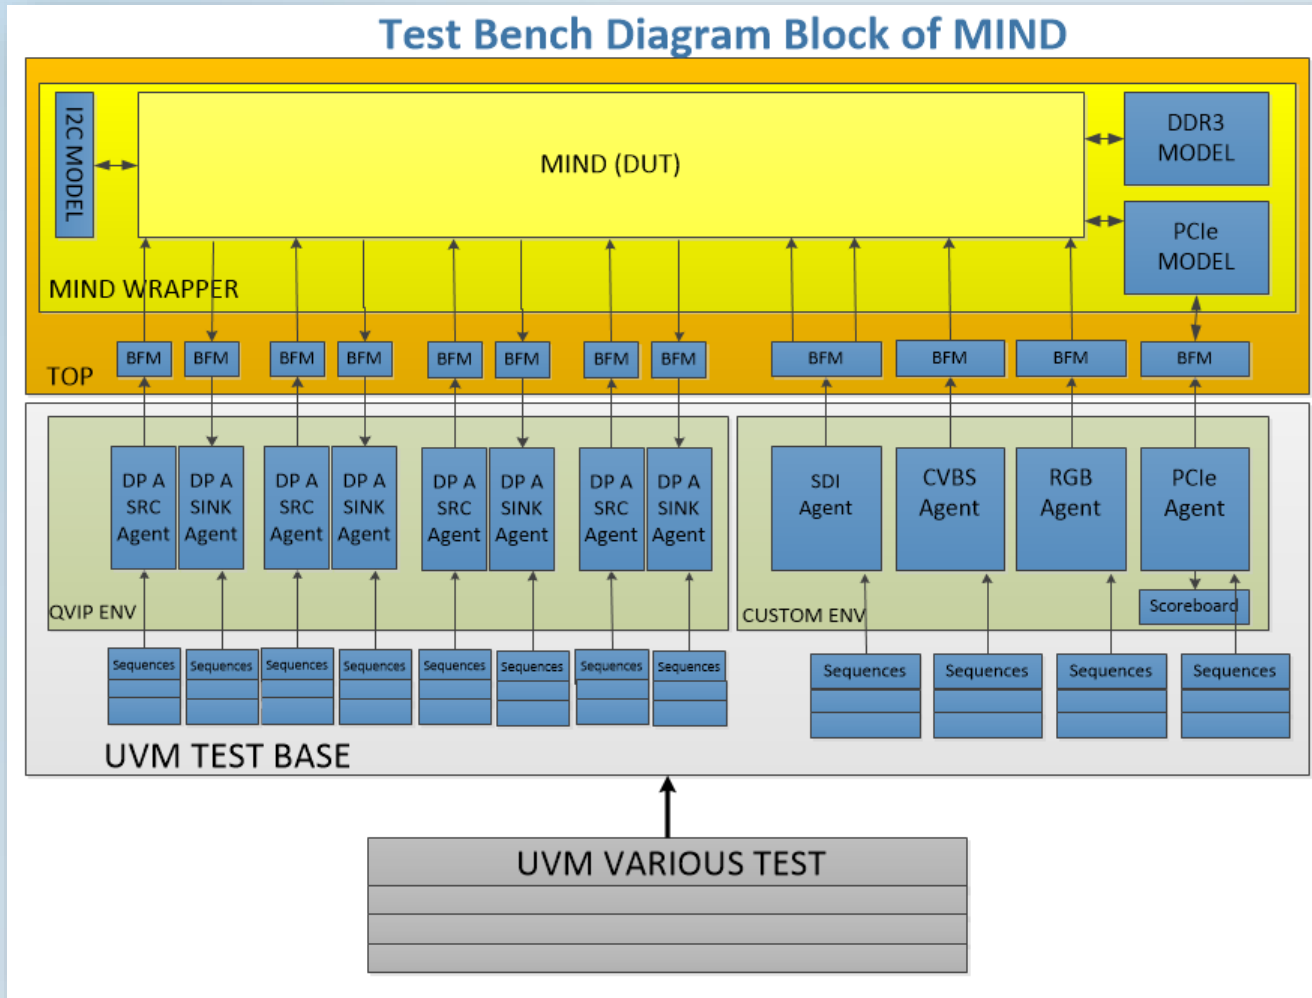 Test Bench Diagram Block of MIND
I2C MODEL
MIND (DUT)
DDR3
MODEL
PCIe
MODEL
MIND WRAPPER
BFM
BFM
BFM
BFM
BFM
BFM
BFM
BFM
BFM
BFM
BFM
BFM
TOP
DP A
SRC
Agent
DP A
SINK
Agent
DP A
SRC
Agent
DP A
SINK
Agent
DP A
SRC
Agent
DP A
SINK
Agent
DP A
SRC
Agent
DP A
SINK
Agent
SDI
Agent
CVBS
Agent
RGB
Agent
PCIe
Agent
QVIP ENV
CUSTOM ENV
Scoreboard
Sequences
Sequences
Sequences
Sequences
Sequences
Sequences
Sequences
Sequences
Sequences
Sequences
Sequences
Sequences
UVM TEST BASE
UVM VARIOUS TEST